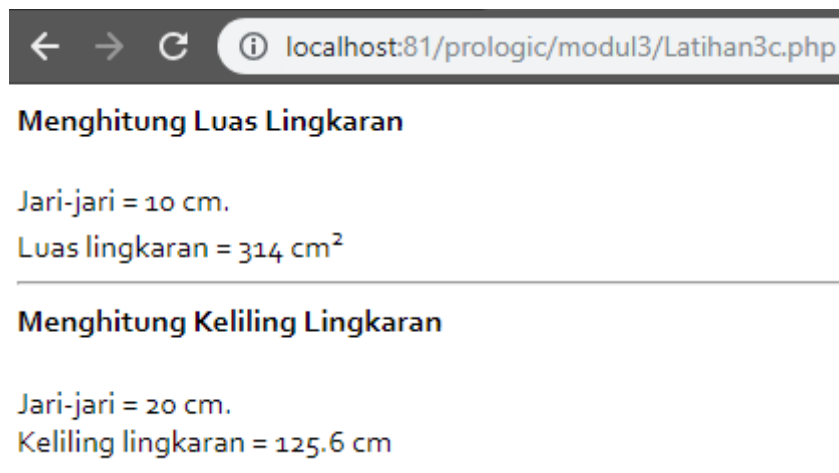 localhost:81/prologic/modul3/Latihan3c.php
Menghitung Luas Lingkaran
Jari-jari = 10 cm.
Luas lingkaran = 314 cm²
Menghitung Keliling Lingkaran
Jari-jari = 20 cm.
Keliling lingkaran = 125.6 cm